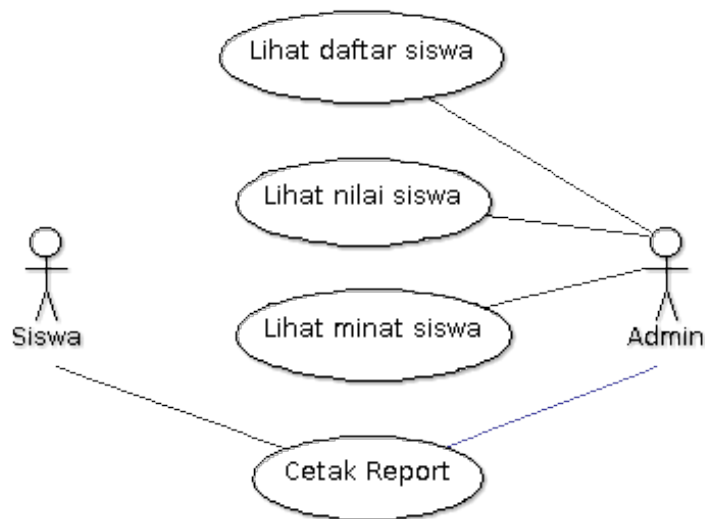 Lihat daftar siswa
Lihat nilai siswa
Lihat minat siswa
Siswa
Admin
Cetak Report